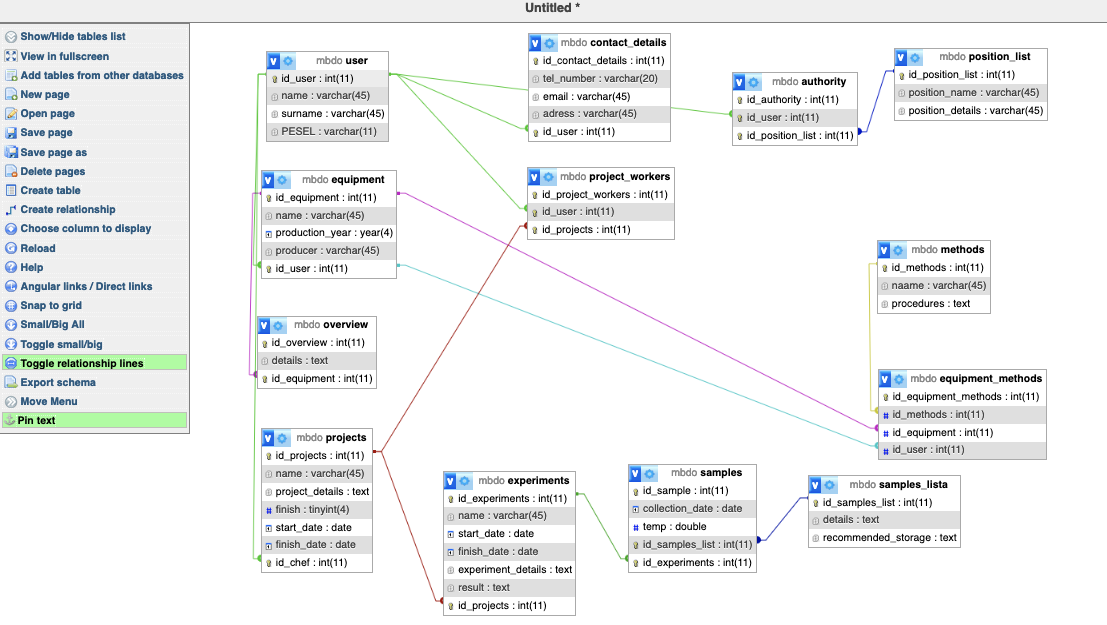 Untitled *
Show/Hide tables list
View in fullscreen
Add tables from other databases
New page
Open page
Save page
Save page as
Delete pages
Create table
Create relationship
Choose column to display
Reload
Help
Angular links / Direct links
Snap to grid
Small/Big All
Toggle small/big
Toggle relationship lines
Export schema
Move Menu
Pin text
V mbdo user
id_user : int(11)
name : varchar(45)
surname : varchar(45)
PESEL : varchar(11)
V mbdo contact_details
id_contact_details : int(11)
tel_number : varchar(20)
email : varchar(45)
adress : varchar(45)
id_user : int(11)
V mbdo authority
id_authority : int(11)
id_user : int(11)
id_position_list : int(11)
V mbdo position_list
id_position_list : int(11)
position_name : varchar(45)
position_details : varchar(45)
V mbdo equipment
id_equipment : int(11)
name : varchar(45)
production_year : year(4)
producer : varchar(45)
id_user : int(11)
V mbdo project_workers
id_project_workers : int(11)
id_user : int(11)
id_projects : int(11)
V mbdo methods
id_methods : int(11)
naame : varchar(45)
procedures : text
V mbdo overview
id_overview : int(11)
details : text
id_equipment : int(11)
V mbdo equipment_methods
id_equipment_methods : int(11)
# id_methods : int(11)
# id_equipment : int(11)
# id_user : int(11)
V mbdo projects
id_projects : int(11)
name : varchar(45)
project_details : text
# finish : tinyint(4)
start_date : date
finish_date : date
id_chef : int(11)
V mbdo experiments
id_experiments : int(11)
name : varchar(45)
start_date : date
finish_date : date
experiment_details : text
result : text
id_projects : int(11)
V mbdo samples
id_sample : int(11)
collection_date : date
# temp : double
id_samples_list : int(11)
id_experiments : int(11)
V mbdo samples_lista
id_samples_list : int(11)
details : text
recommended_storage : text